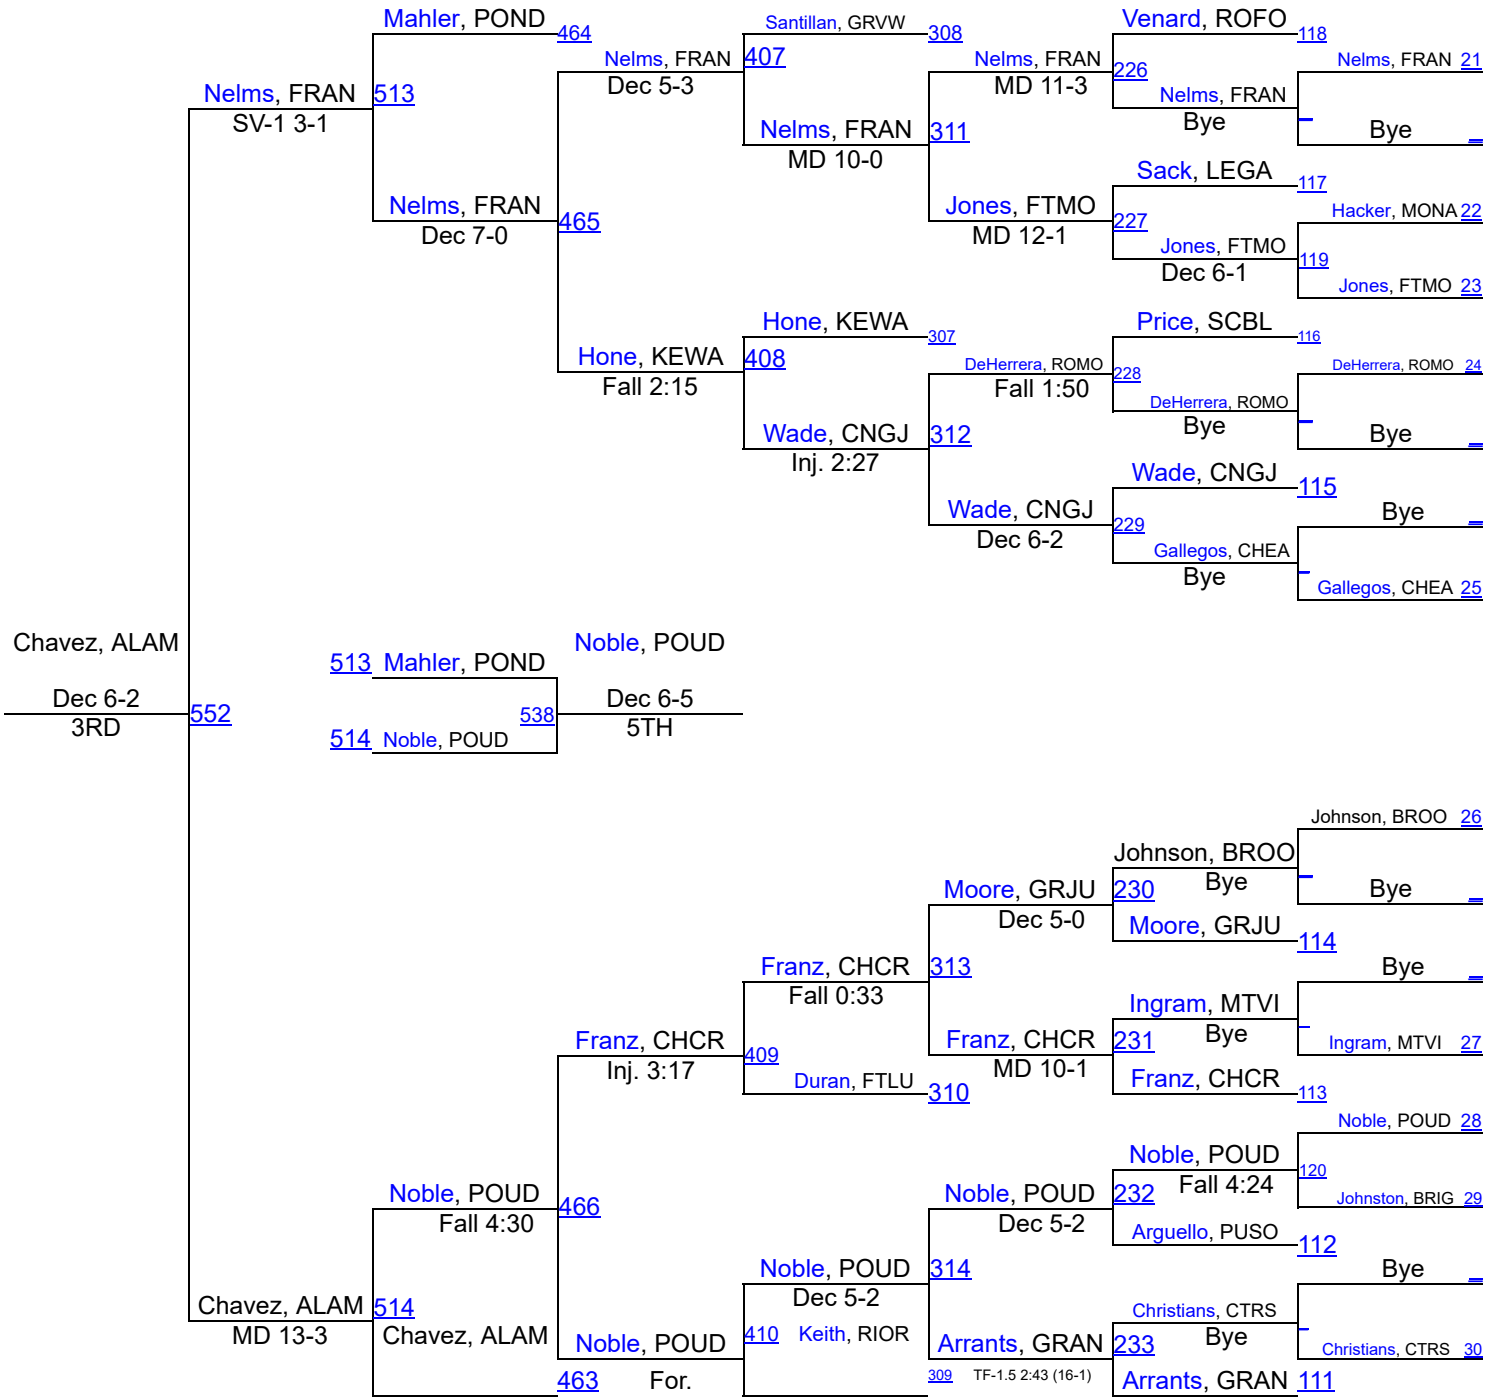 Mahler, POND
464
Santillan, GRVW
308
Venard, ROFO
118
Nelms, FRAN
Dec 5-3
407
Nelms, FRAN
MD 11-3
226
Nelms, FRAN 21
Nelms, FRAN
SV-1 3-1
513
Nelms, FRAN
Bye
Bye
Nelms, FRAN
MD 10-0
311
Sack, LEGA
117
Nelms, FRAN
Dec 7-0
465
Jones, FTMO
MD 12-1
227
Hacker, MONA 22
Jones, FTMO
Dec 6-1
119
Jones, FTMO 23
Hone, KEWA
307
Price, SCBL
116
Hone, KEWA
Fall 2:15
408
DeHerrera, ROMO
Fall 1:50
228
DeHerrera, ROMO 24
DeHerrera, ROMO
Bye
Bye
Wade, CNGJ
Inj. 2:27
312
Wade, CNGJ
115
Wade, CNGJ
Dec 6-2
229
Bye
Gallegos, CHEA
Bye
Gallegos, CHEA 25
Chavez, ALAM
Dec 6-2
3RD
552
513 Mahler, POND
Noble, POUD
538
Dec 6-5
5TH
514 Noble, POUD
Johnson, BROO 26
Johnson, BROO
Bye
Bye
Moore, GRJU
Dec 5-0
230
Moore, GRJU
114
Franz, CHCR
Fall 0:33
313
Bye
Ingram, MTVI
Bye
Ingram, MTVI 27
Franz, CHCR
Inj. 3:17
409
Franz, CHCR
MD 10-1
231
Duran, FTLU
310
Franz, CHCR
113
Noble, POUD 28
Noble, POUD
Fall 4:24
120
Noble, POUD
Fall 4:30
466
Noble, POUD
Dec 5-2
232
Johnston, BRIG 29
Arguello, PUSO
112
Noble, POUD
Dec 5-2
314
Bye
Chavez, ALAM
MD 13-3
514
Christians, CTRS
Bye
Chavez, ALAM
463
Noble, POUD
For.
410
Keith, RIOR
309
Arrants, GRAN
TF-1.5 2:43 (16-1)
233
Christians, CTRS 30
Arrants, GRAN
111